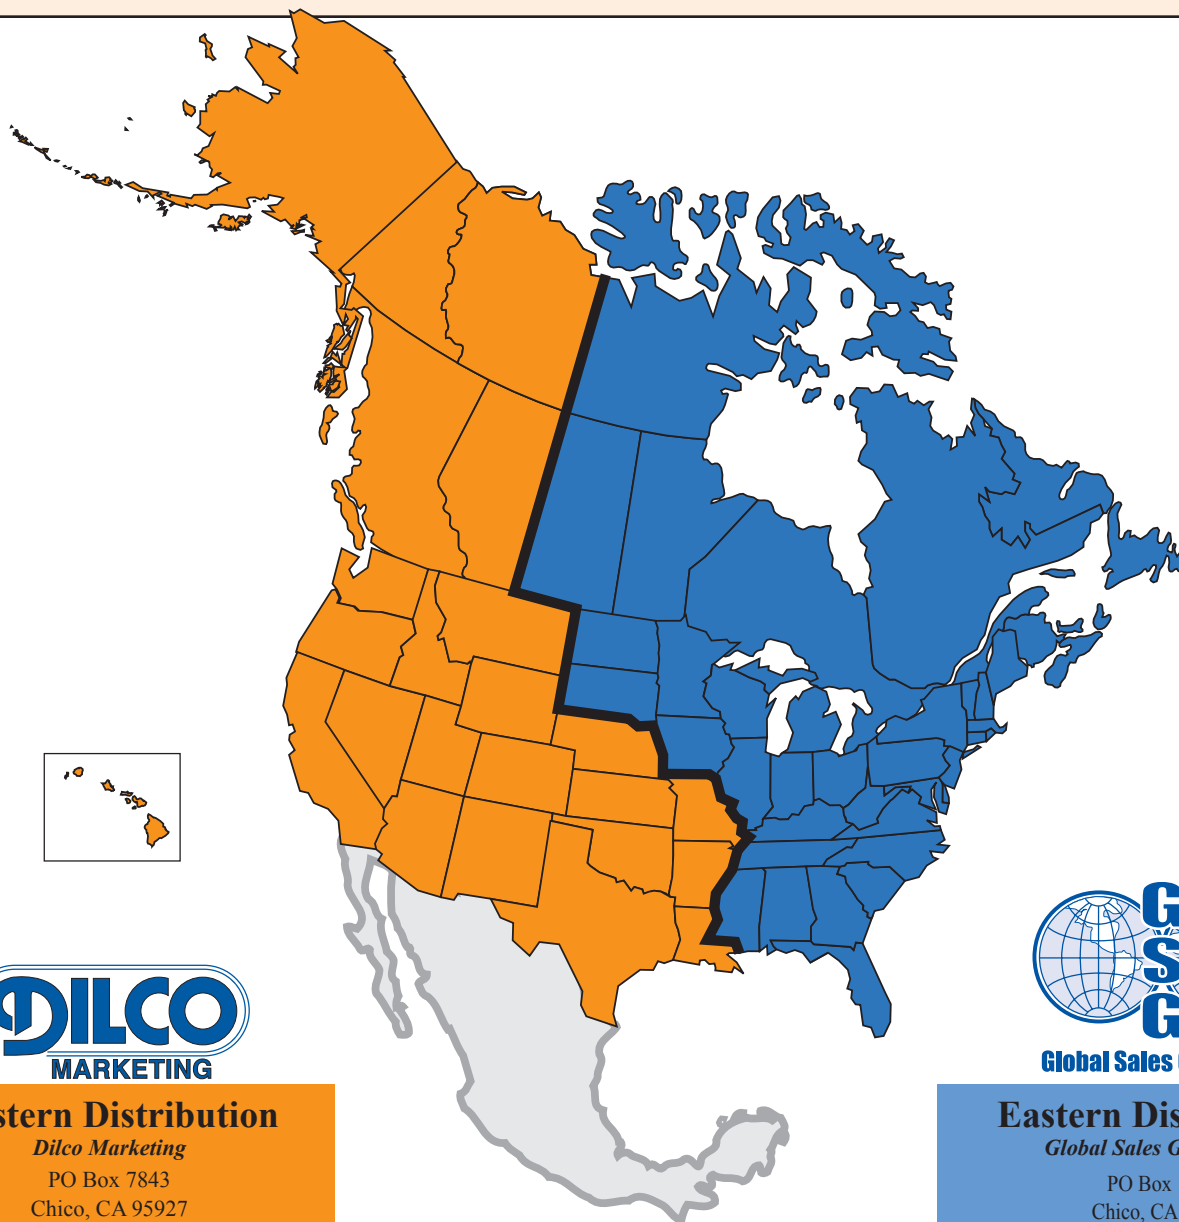 DILCO
MARKETING
stern Distribution
Dilco Marketing
PO Box 7843
Chico, CA 95927
G
S
G
Global Sales
Eastern Dis
Global Sales G
PO Box
Chico, CA